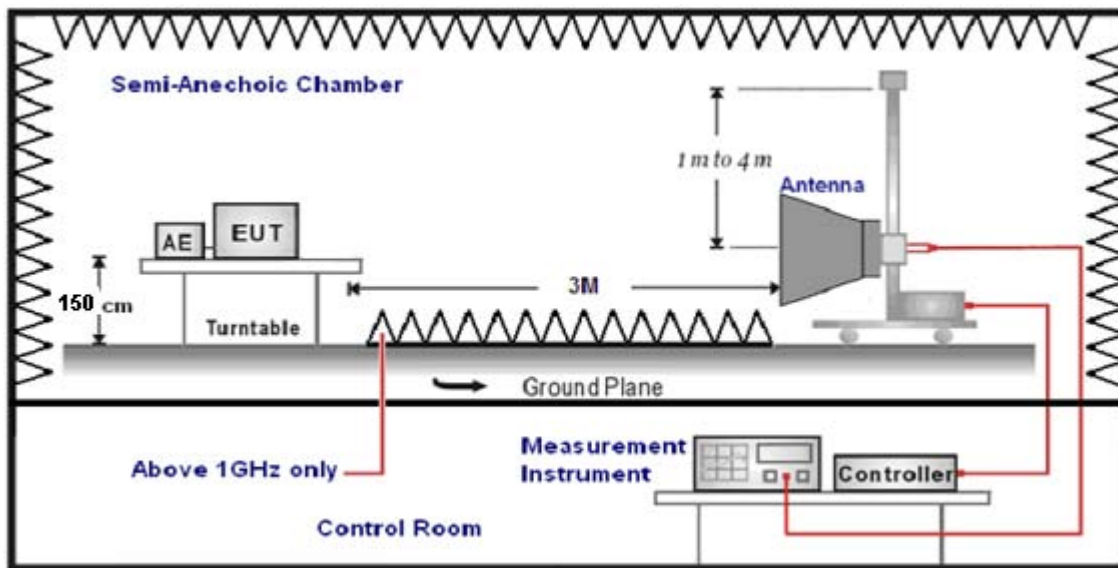 Semi-Anechoic Chamber
1 m to 4 m
Antenna
AE
EUT
150 cm
3M
Turntable
Ground Plane
Above 1GHz only
Measurement
Instrument
Controller
Control Room